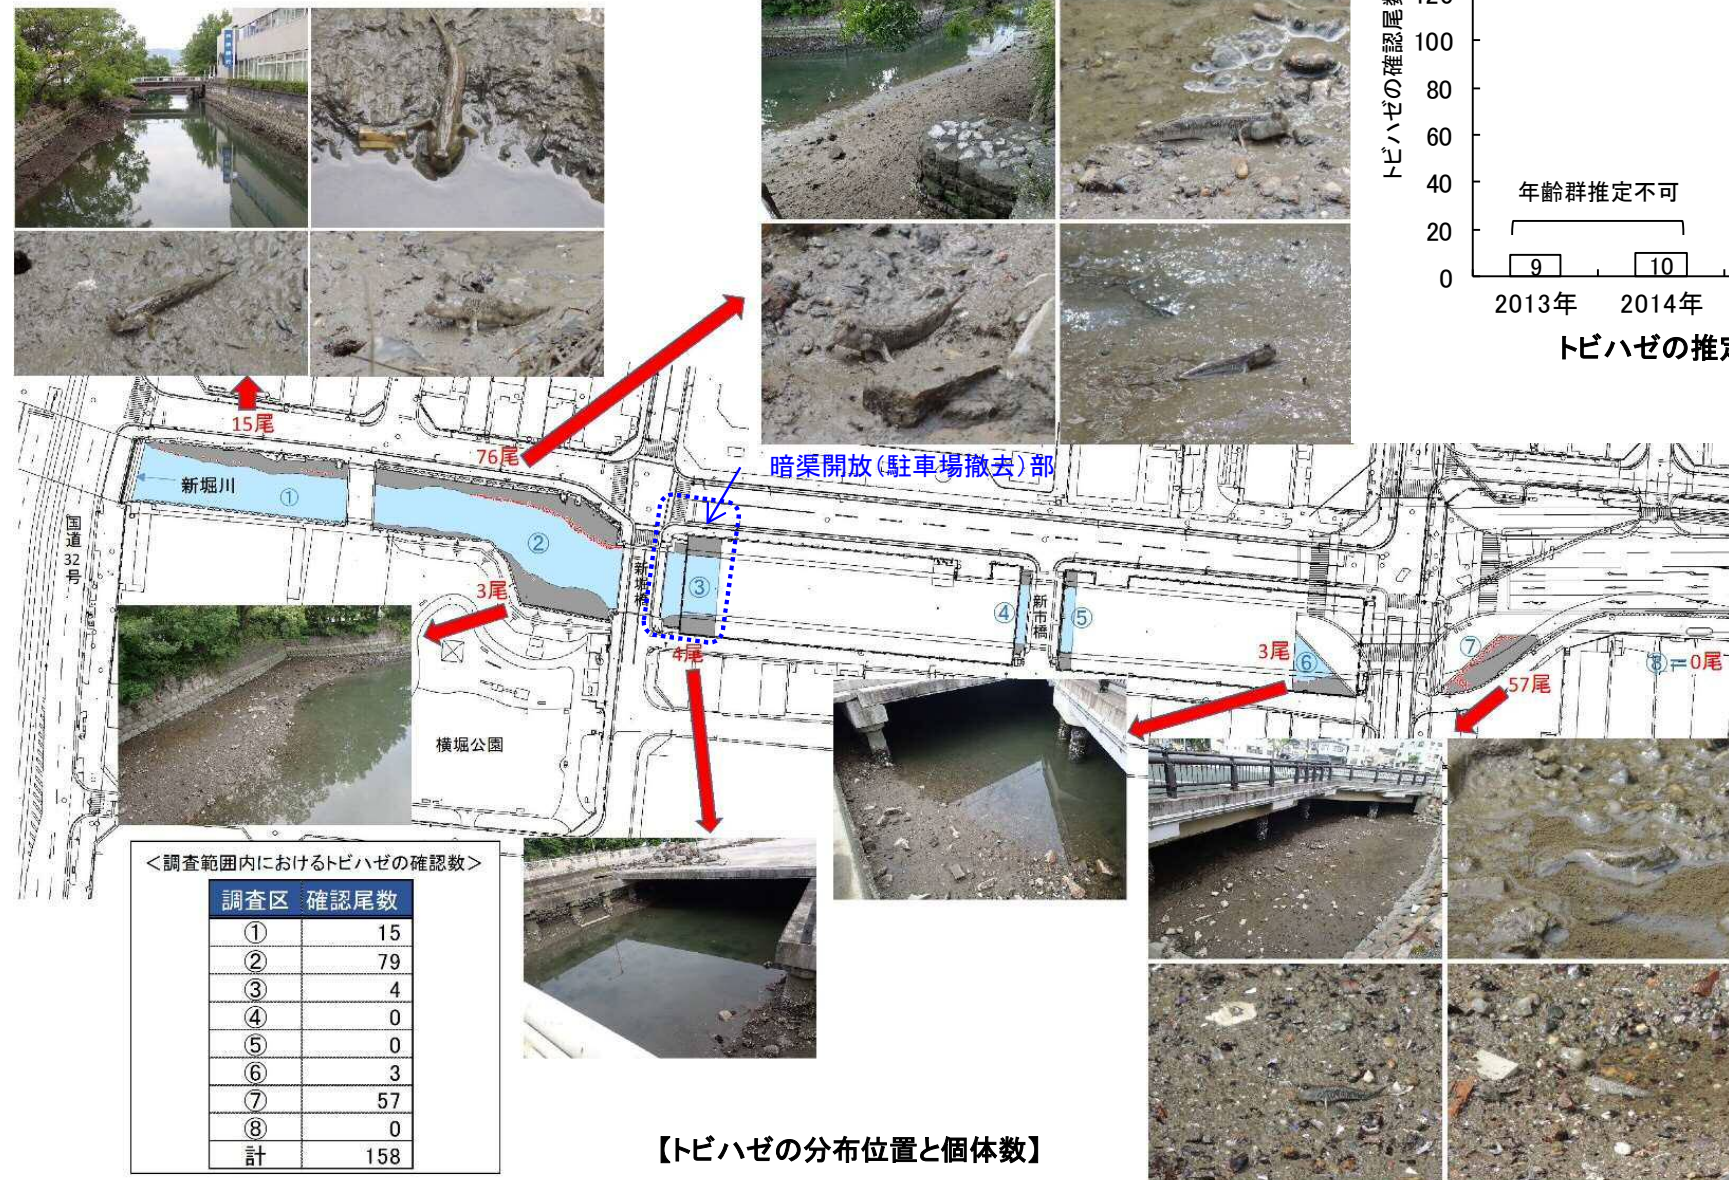 120
100
80
60
40
20
0
トビハゼの確認尾数
年齢群推定不可
9
10
2013年
2014年
トビハゼの推定
15尾
76尾
暗渠開放(駐車場撤去)部
新堀川
①
②
③
④
⑤
⑥
⑦
⑧=0尾
国道32号
新堀橋
新市橋
3尾
4尾
3尾
57尾
横堀公園
<調査範囲内におけるトビハゼの確認数>
調査区 確認尾数
① 15
② 79
③ 4
④ 0
⑤ 0
⑥ 3
⑦ 57
⑧ 0
計 158
【トビハゼの分布位置と個体数】